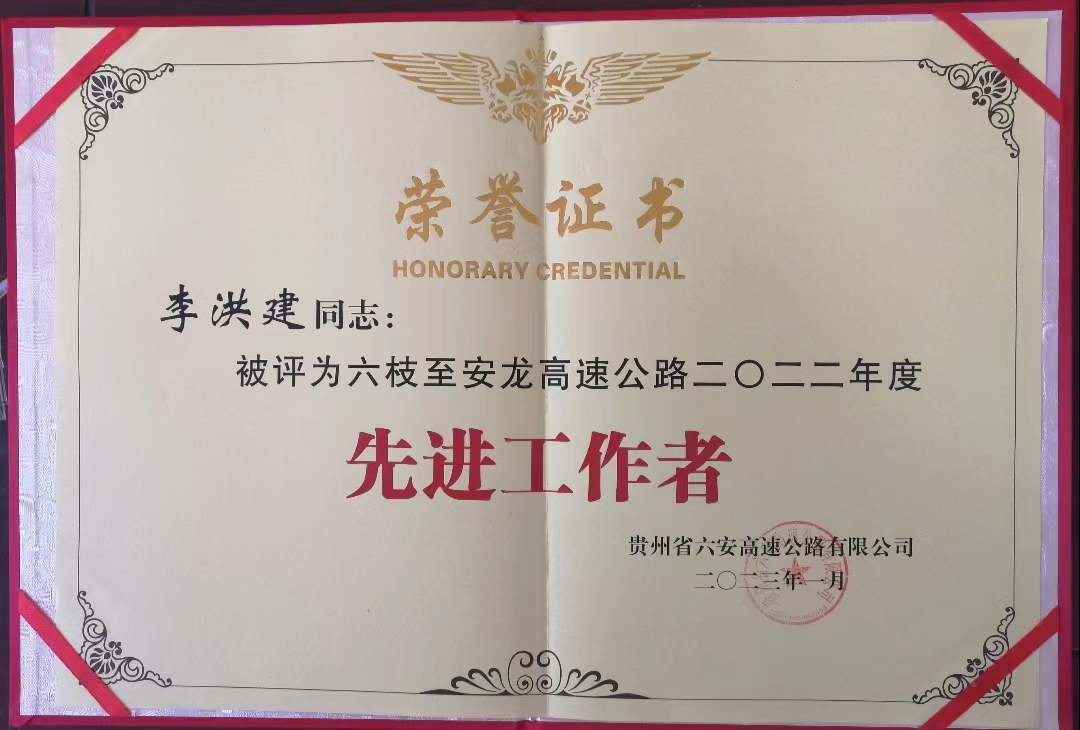 荣誉证书
HONORARY CREDENTIAL
李洪建同志：
被评为六枝至安龙高速公路二〇二二年度
先进工作者
贵州省六安高速公路有限公司
二〇二三年一月